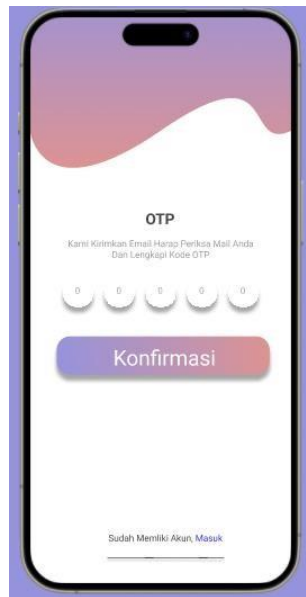 OTP
Kami Kirimkan Email Harap Periksa Mail Anda
Dan Lengkapi Kode OTP
0 0 0 0 0
Konfirmasi
Sudah Memliki Akun, Masuk